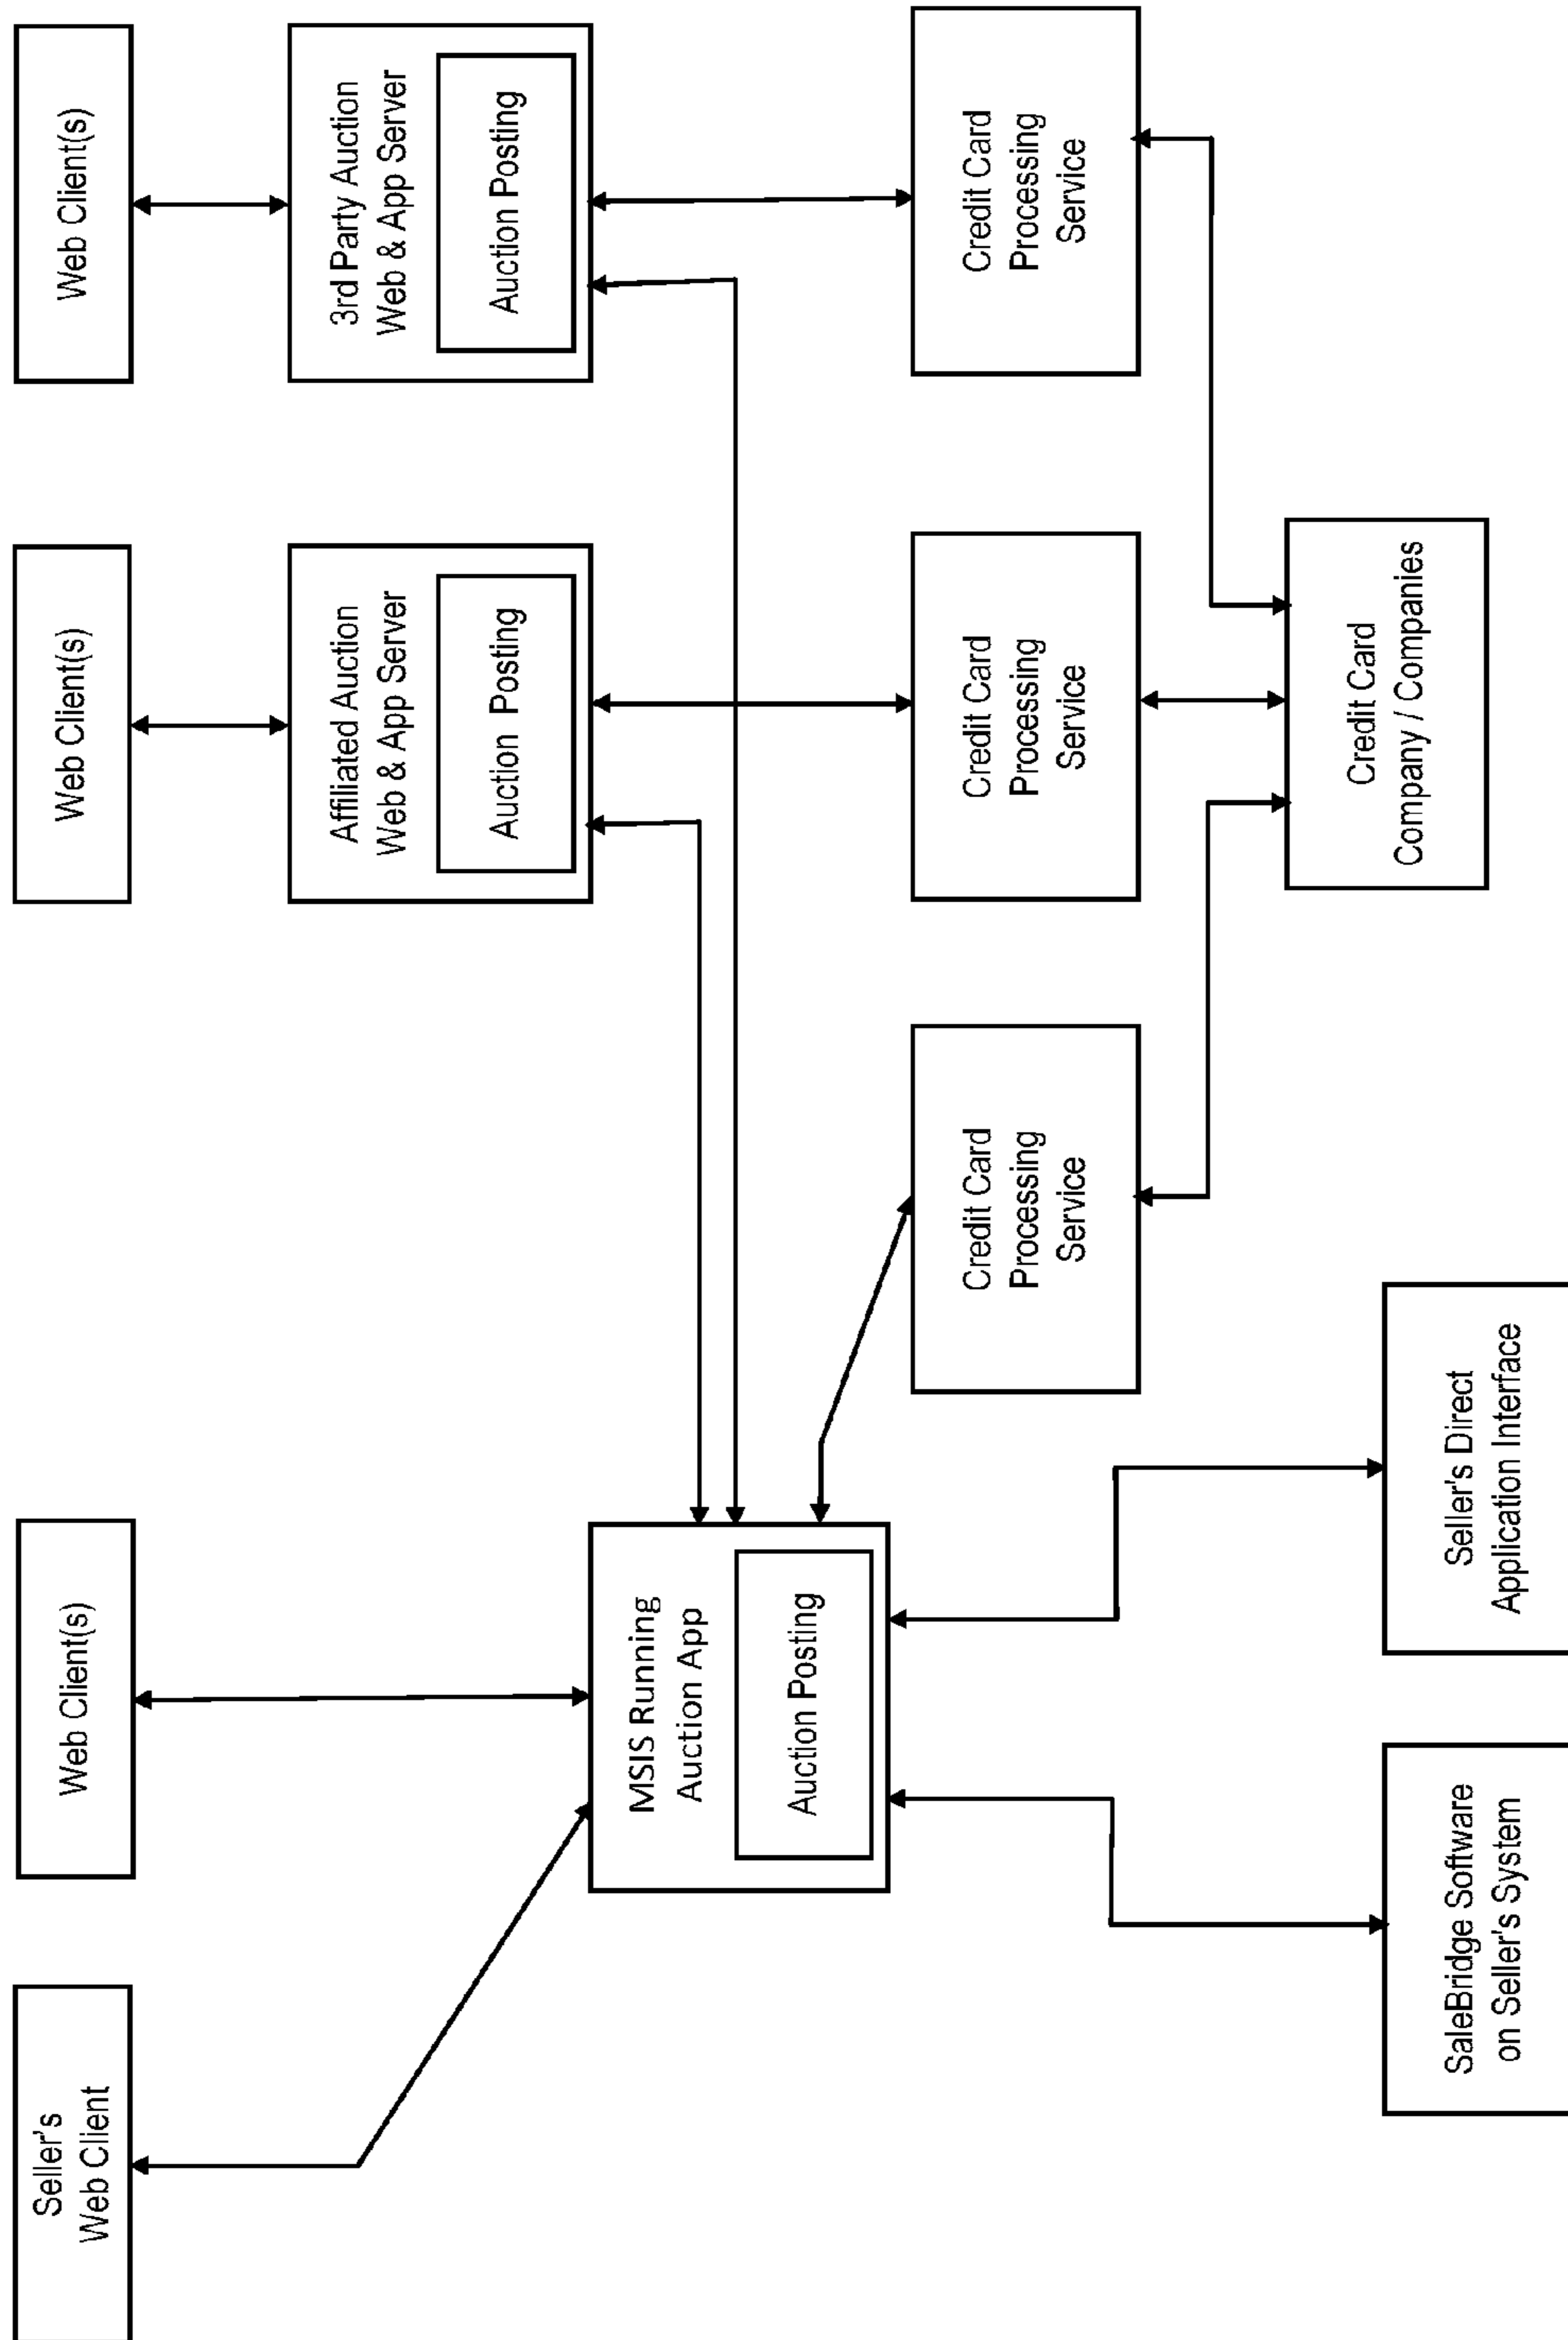 Seller's
Web Client
Web Client(s)
Web Client(s)
Web Client(s)
Affiliated Auction
Web & App Server
Auction Posting
3rd Party Auction
Web & App Server
Auction Posting
MSIS Running
Auction App
Auction Posting
Credit Card
Processing
Service
Credit Card
Processing
Service
Credit Card
Processing
Service
Credit Card
Company / Companies
SaleBridge Software
on Seller's System
Seller's Direct
Application Interface